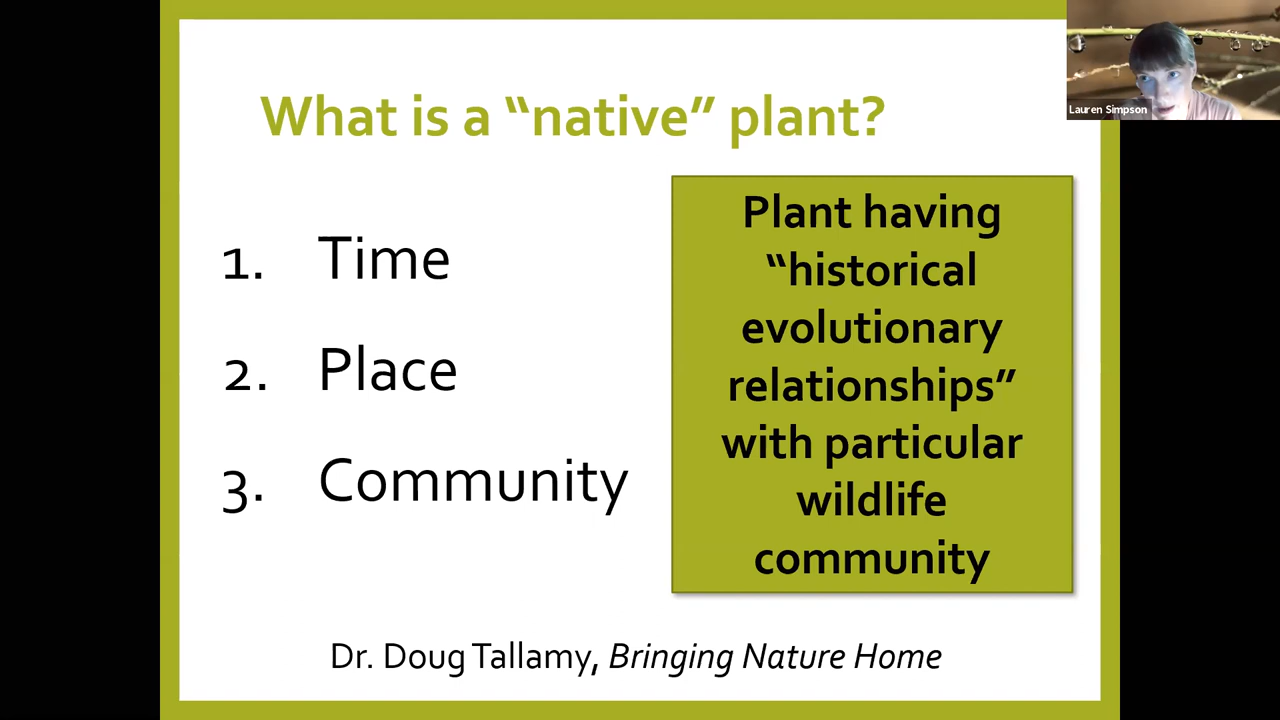 What is a “native” plant?
1. Time
2. Place
3. Community
Plant having
“historical
evolutionary
relationships”
with particular
wildlife
community
Dr. Doug Tallamy, Bringing Nature Home
Lauren Simpson